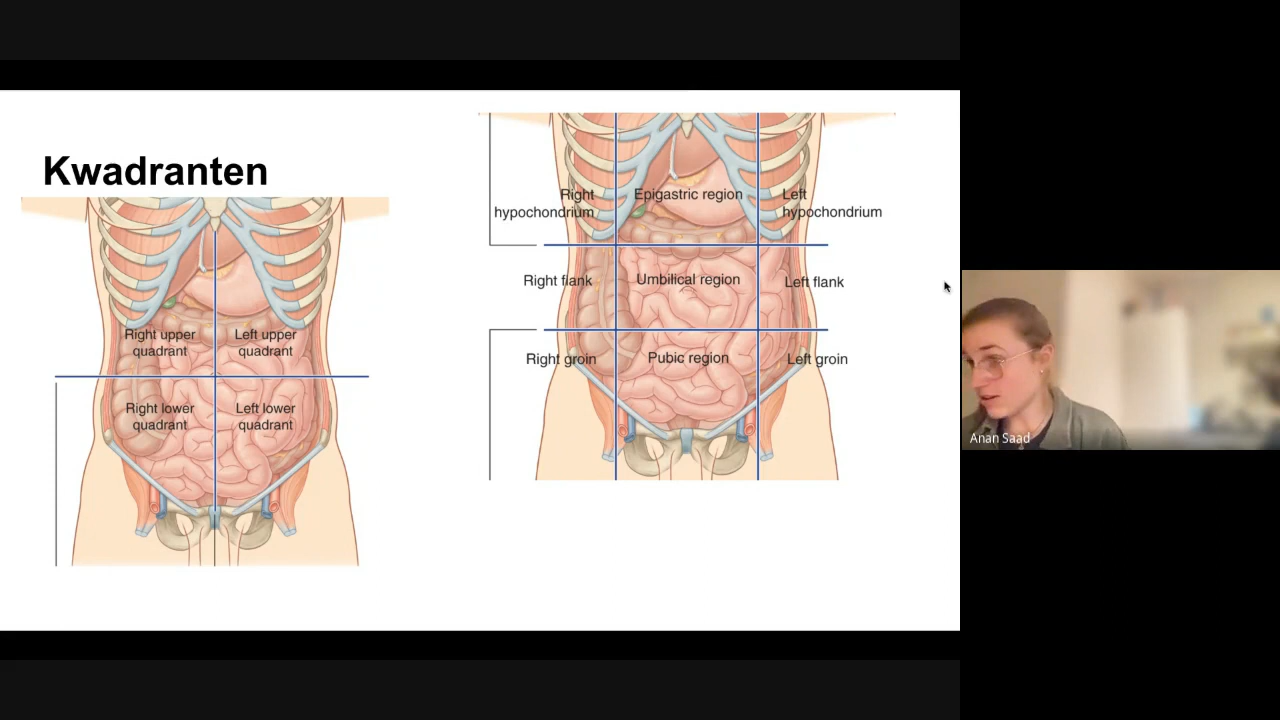 Kwadranten
Right upper
quadrant
Left upper
quadrant
Right lower
quadrant
Left lower
quadrant
Right
hypochondrium
Epigastric region
Left
hypochondrium
Right flank
Umbilical region
Left flank
Right groin
Pubic region
Left groin
Anan Saad